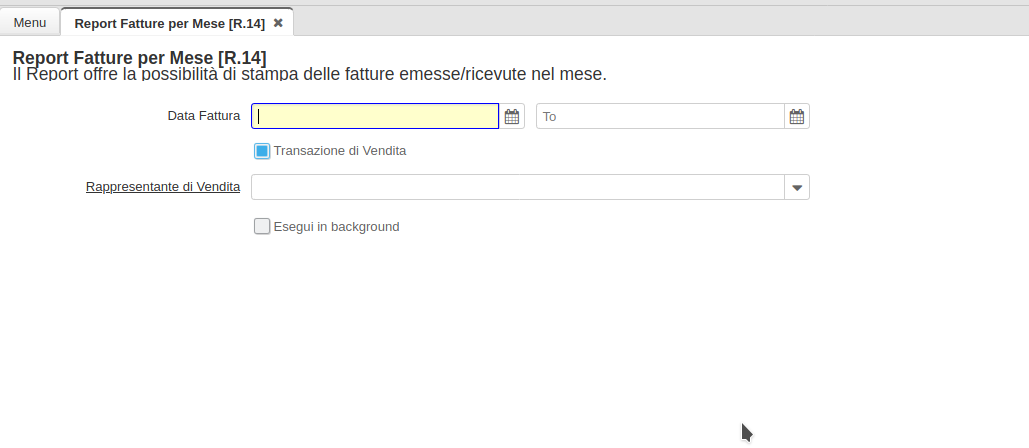 Menu
Report Fatture per Mese [R.14]
Report Fatture per Mese [R.14]
Il Report offre la possibilità di stampa delle fatture emesse/ricevute nel mese.
Data Fattura To
Transazione di Vendita
Rappresentante di Vendita
Esegui in background